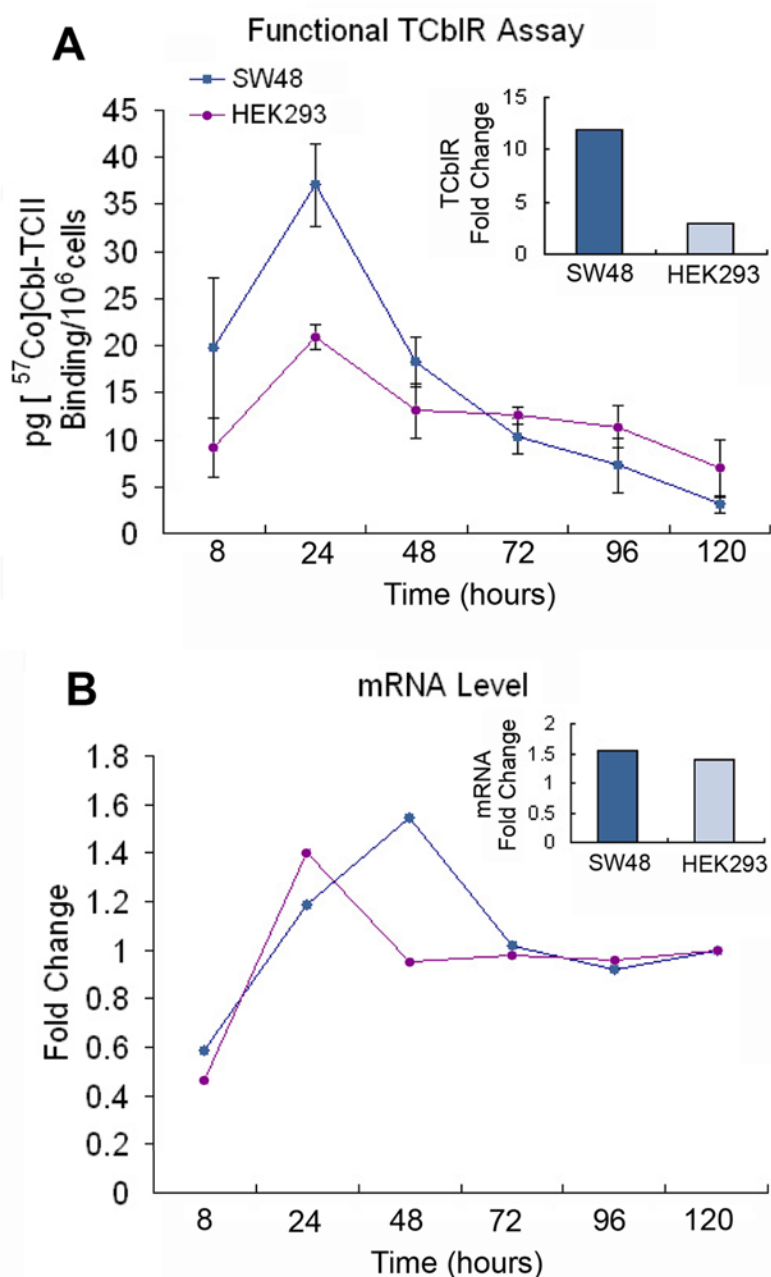 A
Functional TCblR Assay
SW48
HEK293
45
40
35
30
25
20
15
10
5
0
pg [ ⁵⁷Co]Cbl-TCII
Binding/10⁶ cells
8 24 48 72 96 120
Time (hours)
15
10
5
0
TCblR
Fold Change
SW48 HEK293
B
mRNA Level
1.8
1.6
1.4
1.2
1
0.8
0.6
0.4
0.2
0
Fold Change
8 24 48 72 96 120
Time (hours)
2
1.5
1
0.5
0
mRNA
Fold Change
SW48 HEK293